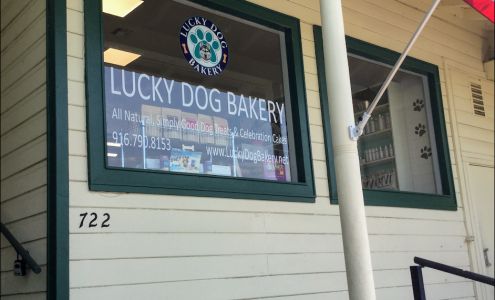 LUCKY DOG
BAKERY
LUCKY DOG BAKERY
All Natural, Simply Good Dog Treats & Celebration Cakes
916.790.8153 www.LuckyDogBakery.net
722